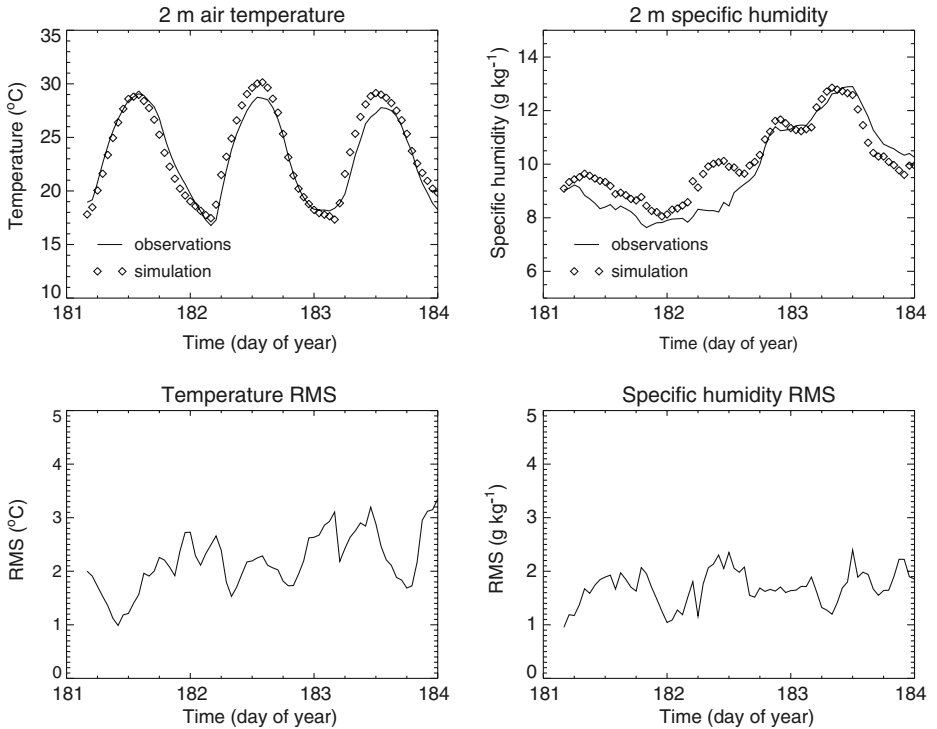 2 m air temperature
35
30
25
20
15
10
Temperature (°C)
observations
simulation
181
182
183
184
Time (day of year)
2 m specific humidity
14
12
10
8
6
Specific humidity (g kg⁻¹)
observations
simulation
181
182
183
184
Time (day of year)
Temperature RMS
5
4
3
2
1
0
RMS (°C)
181
182
183
184
Time (day of year)
Specific humidity RMS
5
4
3
2
1
0
RMS (g kg⁻¹)
181
182
183
184
Time (day of year)